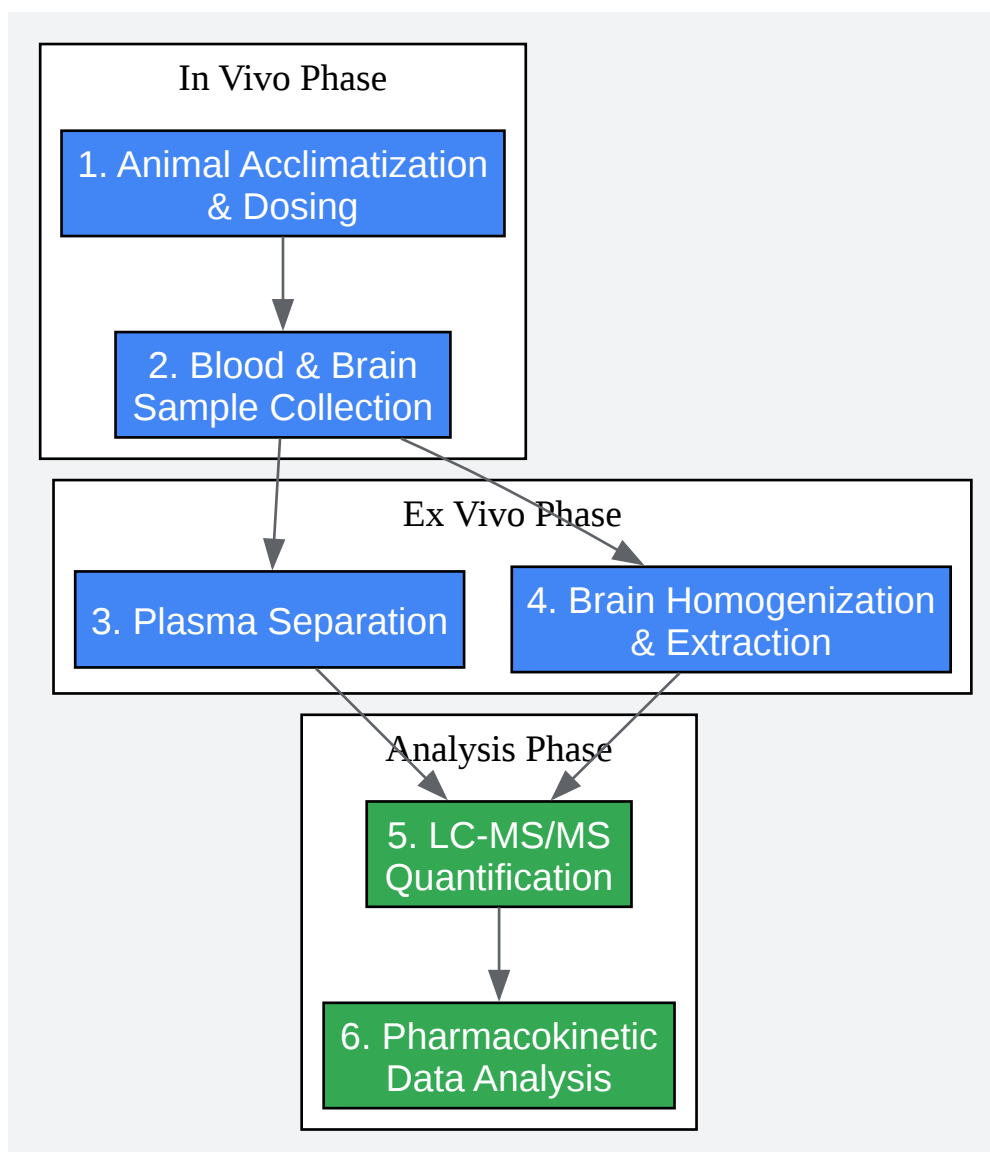 In Vivo Phase
1. Animal Acclimatization
& Dosing
2. Blood & Brain
Sample Collection
Ex Vivo Phase
3. Plasma Separation
4. Brain Homogenization
& Extraction
Analysis Phase
5. LC-MS/MS
Quantification
6. Pharmacokinetic
Data Analysis